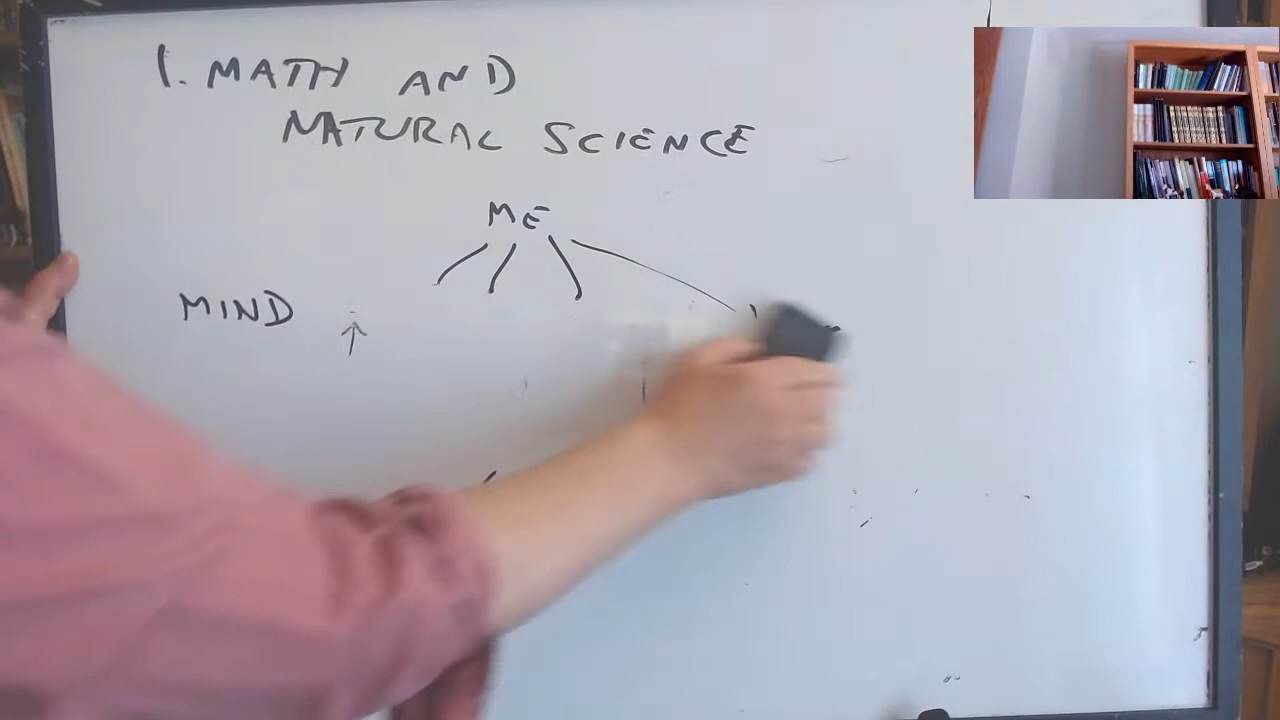 1. MATH AND
NATURAL SCIENCE
ME
MIND ↑